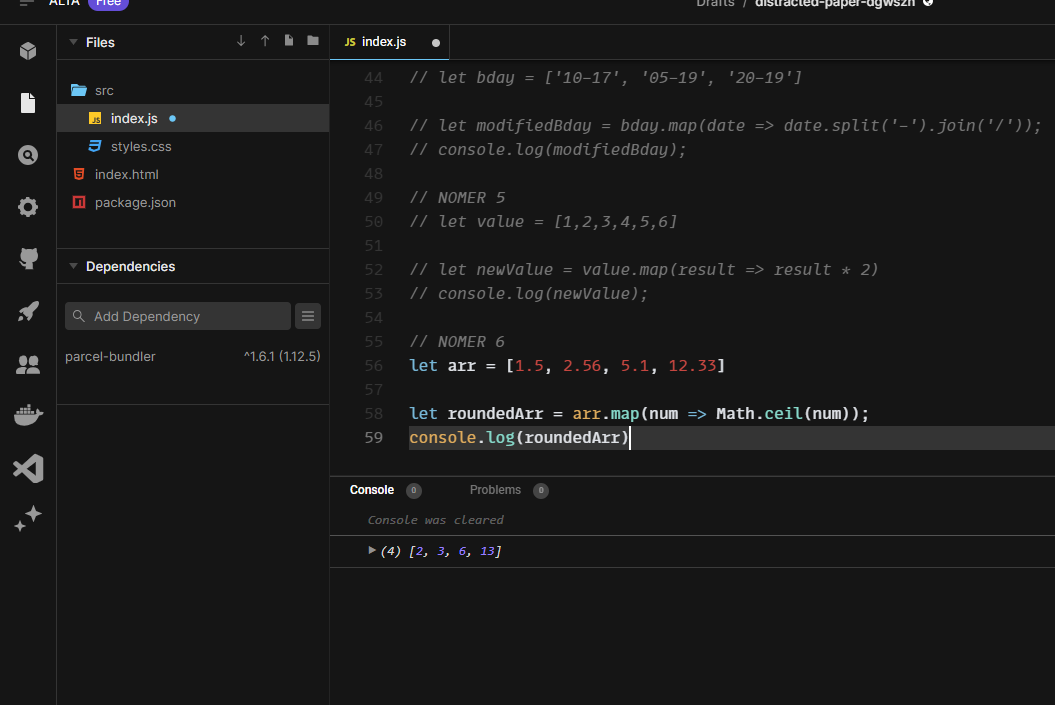 ALTA Free
Drafts / distracted-paper-dgwszn
Files
src
index.js
styles.css
index.html
package.json
Dependencies
Add Dependency
parcel-bundler ^1.6.1 (1.12.5)
JS index.js
44 // let bday = ['10-17', '05-19', '20-19']
45
46 // let modifiedBday = bday.map(date => date.split('-').join('/'));
47 // console.log(modifiedBday);
48
49 // NOMER 5
50 // let value = [1,2,3,4,5,6]
51
52 // let newValue = value.map(result => result * 2)
53 // console.log(newValue);
54
55 // NOMER 6
56 let arr = [1.5, 2.56, 5.1, 12.33]
57
58 let roundedArr = arr.map(num => Math.ceil(num));
59 console.log(roundedArr)
Console 0 Problems 0
Console was cleared
(4) [2, 3, 6, 13]